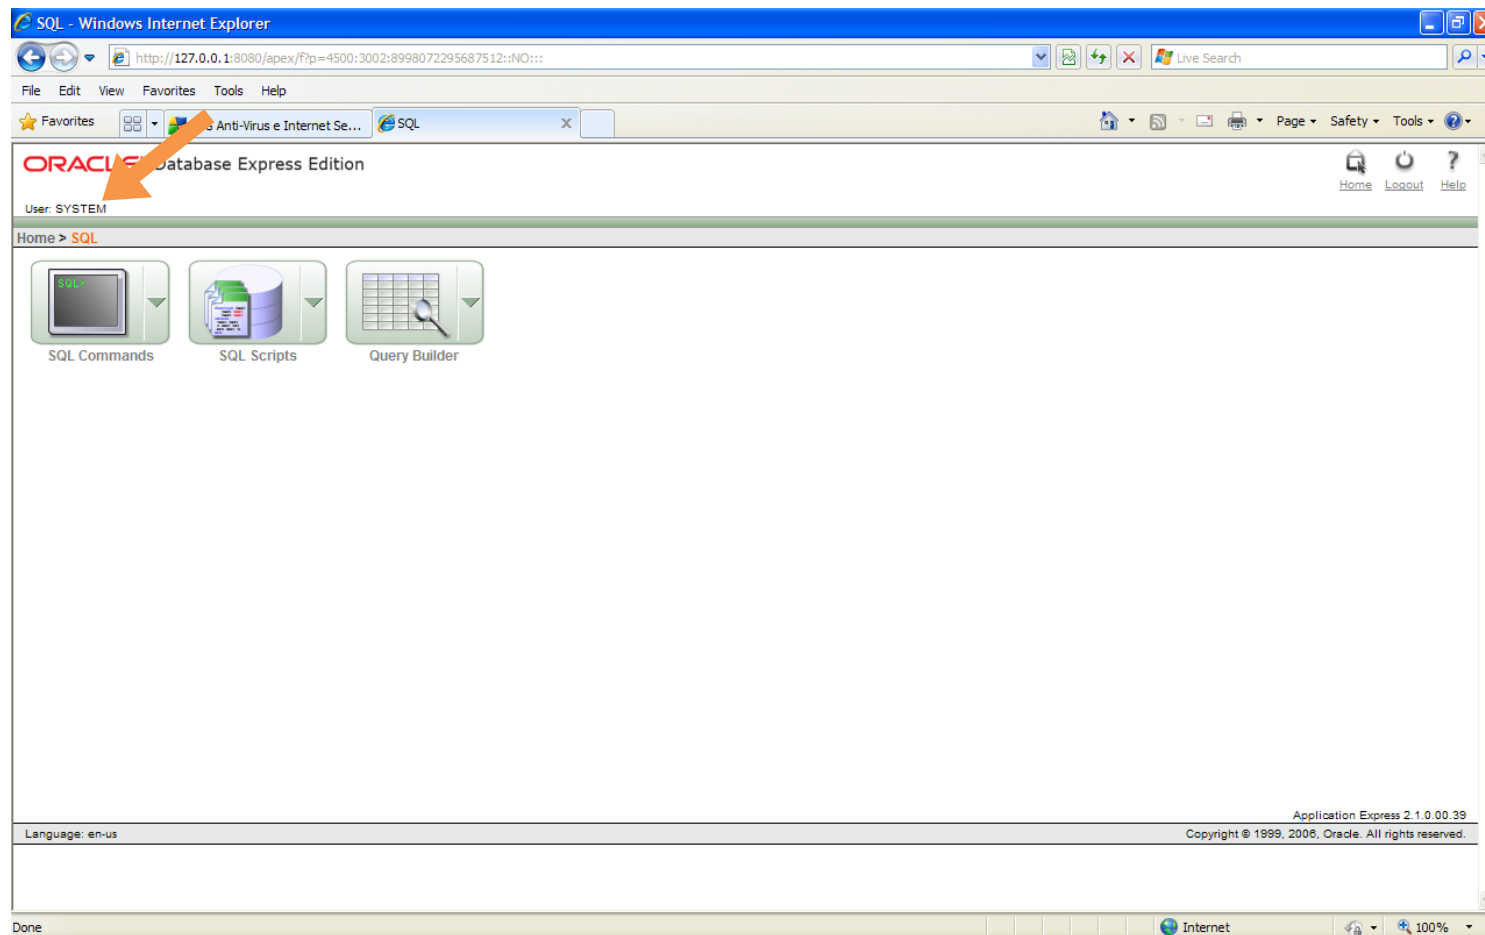 SQL - Windows Internet Explorer
http://127.0.0.1:8080/apex/f?p=4500:3002:8998072295687512::NO:::
Live Search
File Edit View Favorites Tools Help
Favorites
Anti-Virus e Internet Se...
SQL
Page Safety Tools
Database Express Edition
Home Logout Help
User: SYSTEM
Home > SQL
SQL>
SQL Commands SQL Scripts Query Builder
Application Express 2.1.0.00.39
Language: en-us
Copyright © 1999, 2006, Oracle. All rights reserved.
Done
Internet
100%